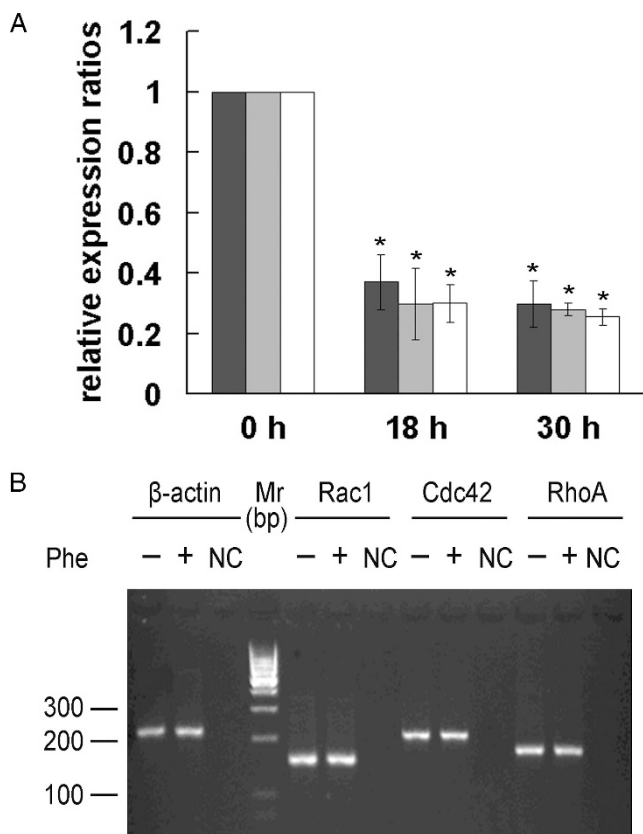 A
relative expression ratios
1.2
1
0.8
0.6
0.4
0.2
0
* * * * * *
0 h 18 h 30 h
B
β-actin Mr (bp) Rac1 Cdc42 RhoA
Phe − + NC − + NC − + NC − + NC
300
200
100